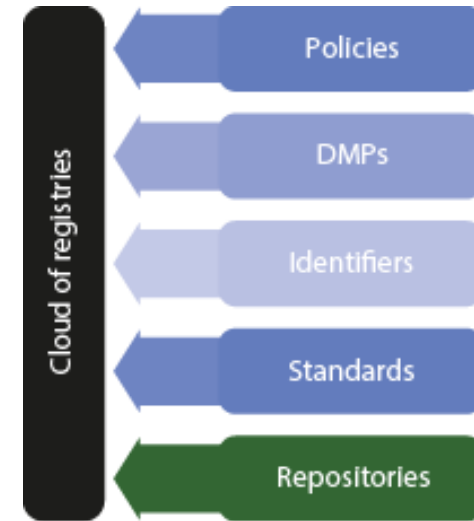 Cloud of registries
Policies
DMPs
Identifiers
Standards
Repositories